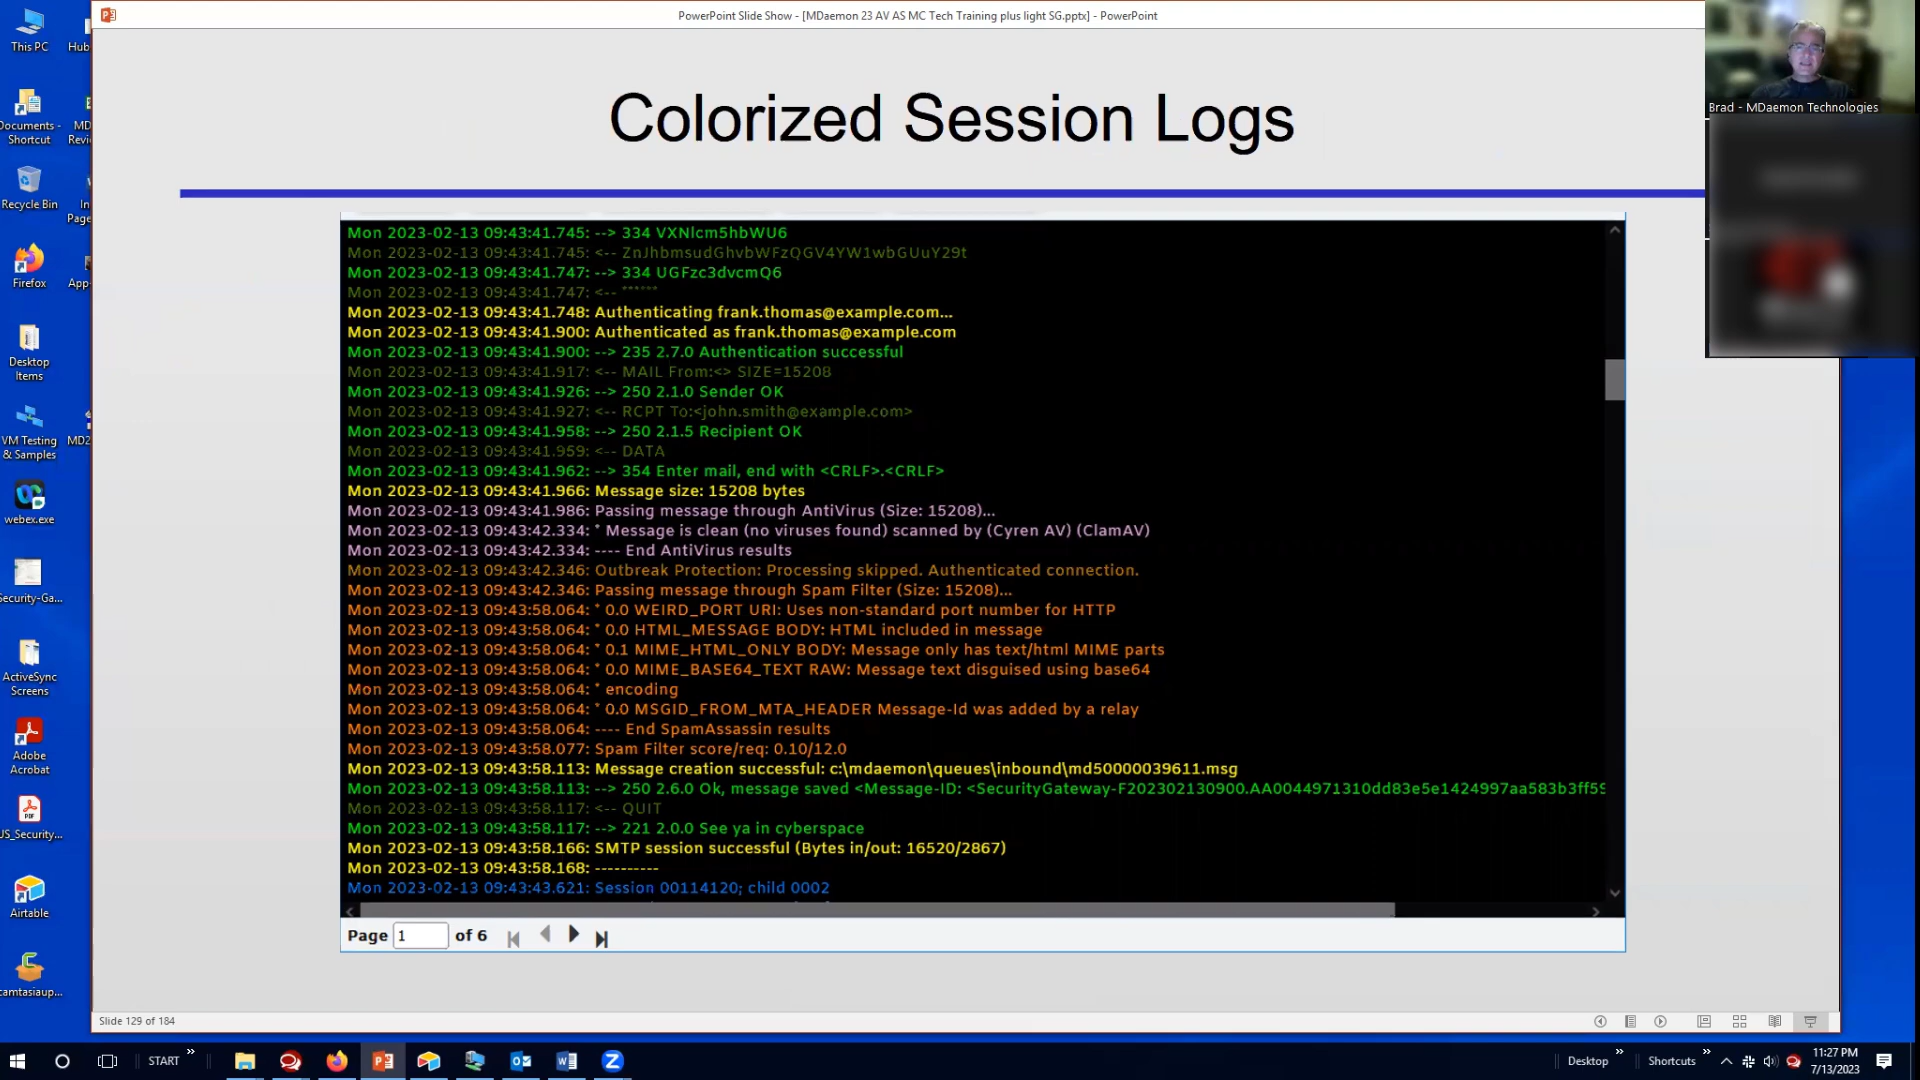 PowerPoint Slide Show - [MDaemon 23 AV AS MC Tech Training plus light SG.pptx] - PowerPoint
This PC
Hub
Documents - Shortcut
MD
Revi
Recycle Bin
In
Page
Firefox
App-
Desktop Items
VM Testing & Samples
MD2
webex.exe
Security-Ga...
ActiveSync Screens
Adobe Acrobat
US_Security...
Airtable
camtasiaup...
Brad - MDaemon Technologies
Colorized Session Logs
Mon 2023-02-13 09:43:41.745: --> 334 VXNlcm5hbWU6
Mon 2023-02-13 09:43:41.745: <-- ZnJhbmsudGhvbWFzQGV4YW1wbGUuY29t
Mon 2023-02-13 09:43:41.747: --> 334 UGFzc3dvcmQ6
Mon 2023-02-13 09:43:41.747: <-- ******
Mon 2023-02-13 09:43:41.748: Authenticating frank.thomas@example.com...
Mon 2023-02-13 09:43:41.900: Authenticated as frank.thomas@example.com
Mon 2023-02-13 09:43:41.900: --> 235 2.7.0 Authentication successful
Mon 2023-02-13 09:43:41.917: <-- MAIL From:<> SIZE=15208
Mon 2023-02-13 09:43:41.926: --> 250 2.1.0 Sender OK
Mon 2023-02-13 09:43:41.927: <-- RCPT To:<john.smith@example.com>
Mon 2023-02-13 09:43:41.958: --> 250 2.1.5 Recipient OK
Mon 2023-02-13 09:43:41.959: <-- DATA
Mon 2023-02-13 09:43:41.962: --> 354 Enter mail, end with <CRLF>.<CRLF>
Mon 2023-02-13 09:43:41.966: Message size: 15208 bytes
Mon 2023-02-13 09:43:41.986: Passing message through AntiVirus (Size: 15208)...
Mon 2023-02-13 09:43:42.334: * Message is clean (no viruses found) scanned by (Cyren AV) (ClamAV)
Mon 2023-02-13 09:43:42.334: ---- End AntiVirus results
Mon 2023-02-13 09:43:42.346: Outbreak Protection: Processing skipped. Authenticated connection.
Mon 2023-02-13 09:43:42.346: Passing message through Spam Filter (Size: 15208)...
Mon 2023-02-13 09:43:58.064: * 0.0 WEIRD_PORT URI: Uses non-standard port number for HTTP
Mon 2023-02-13 09:43:58.064: * 0.0 HTML_MESSAGE BODY: HTML included in message
Mon 2023-02-13 09:43:58.064: * 0.1 MIME_HTML_ONLY BODY: Message only has text/html MIME parts
Mon 2023-02-13 09:43:58.064: * 0.0 MIME_BASE64_TEXT RAW: Message text disguised using base64
Mon 2023-02-13 09:43:58.064: * encoding
Mon 2023-02-13 09:43:58.064: * 0.0 MSGID_FROM_MTA_HEADER Message-Id was added by a relay
Mon 2023-02-13 09:43:58.064: ---- End SpamAssassin results
Mon 2023-02-13 09:43:58.077: Spam Filter score/req: 0.10/12.0
Mon 2023-02-13 09:43:58.113: Message creation successful: c:\mdaemon\queues\inbound\md50000039611.msg
Mon 2023-02-13 09:43:58.113: --> 250 2.6.0 Ok, message saved <Message-ID: <SecurityGateway-F202302130900.AA0044971310dd83e5e1424997aa583b3ff59
Mon 2023-02-13 09:43:58.117: <-- QUIT
Mon 2023-02-13 09:43:58.117: --> 221 2.0.0 See ya in cyberspace
Mon 2023-02-13 09:43:58.166: SMTP session successful (Bytes in/out: 16520/2867)
Mon 2023-02-13 09:43:58.168: ----------
Mon 2023-02-13 09:43:43.621: Session 00114120; child 0002
Page 1 of 6
Slide 129 of 184
START
Desktop
Shortcuts
11:27 PM
7/13/2023